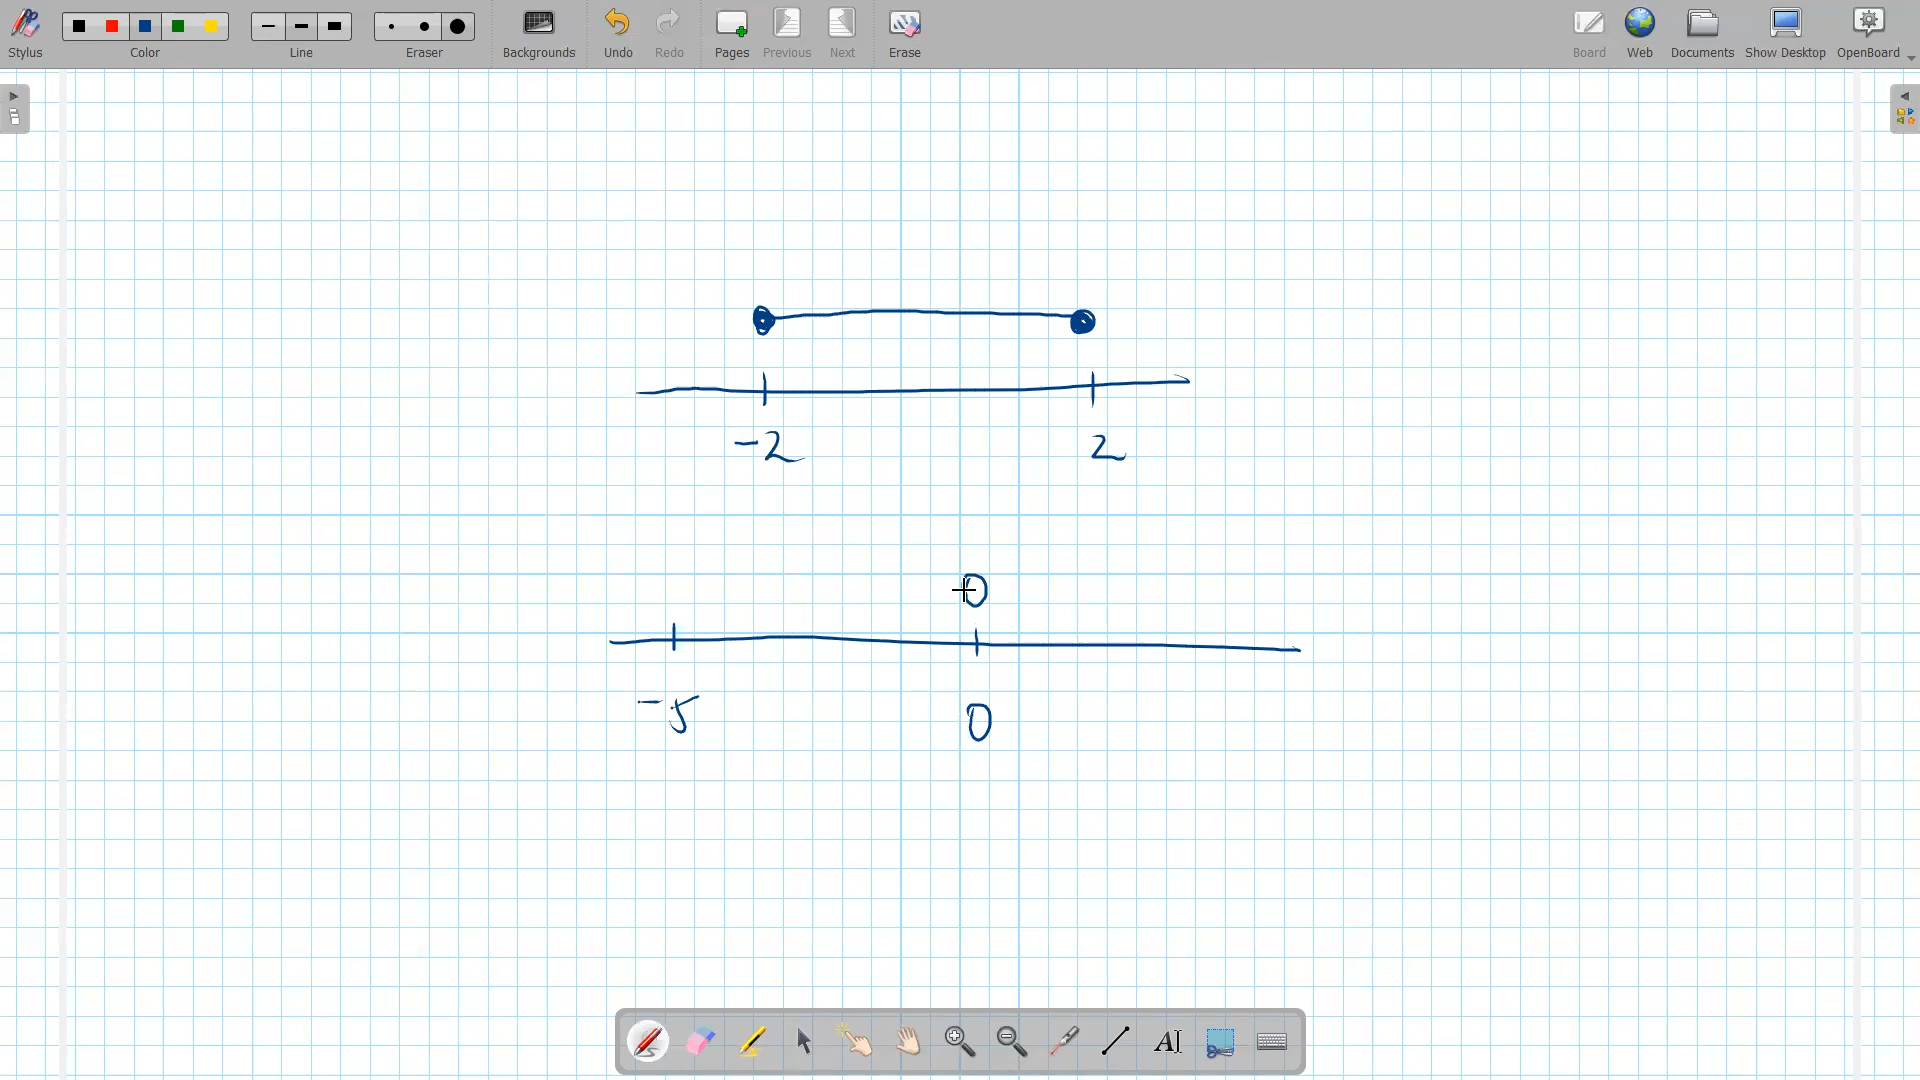 Stylus Color Line Eraser Backgrounds Undo Redo Pages Previous Next Erase Board Web Documents Show Desktop OpenBoard
-2 2
-5 0